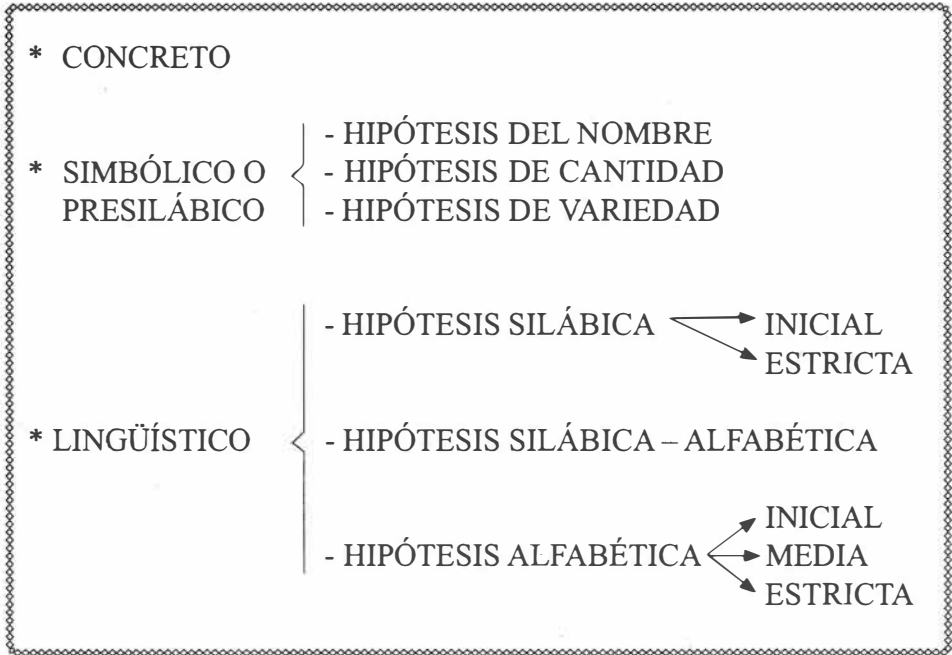 * CONCRETO
- HIPÓTESIS DEL NOMBRE
* SIMBÓLICO O - HIPÓTESIS DE CANTIDAD
PRESILÁBICO - HIPÓTESIS DE VARIEDAD
- HIPÓTESIS SILÁBICA INICIAL
ESTRICTA
* LINGÜÍSTICO - HIPÓTESIS SILÁBICA – ALFABÉTICA
INICIAL
- HIPÓTESIS ALFABÉTICA MEDIA
ESTRICTA